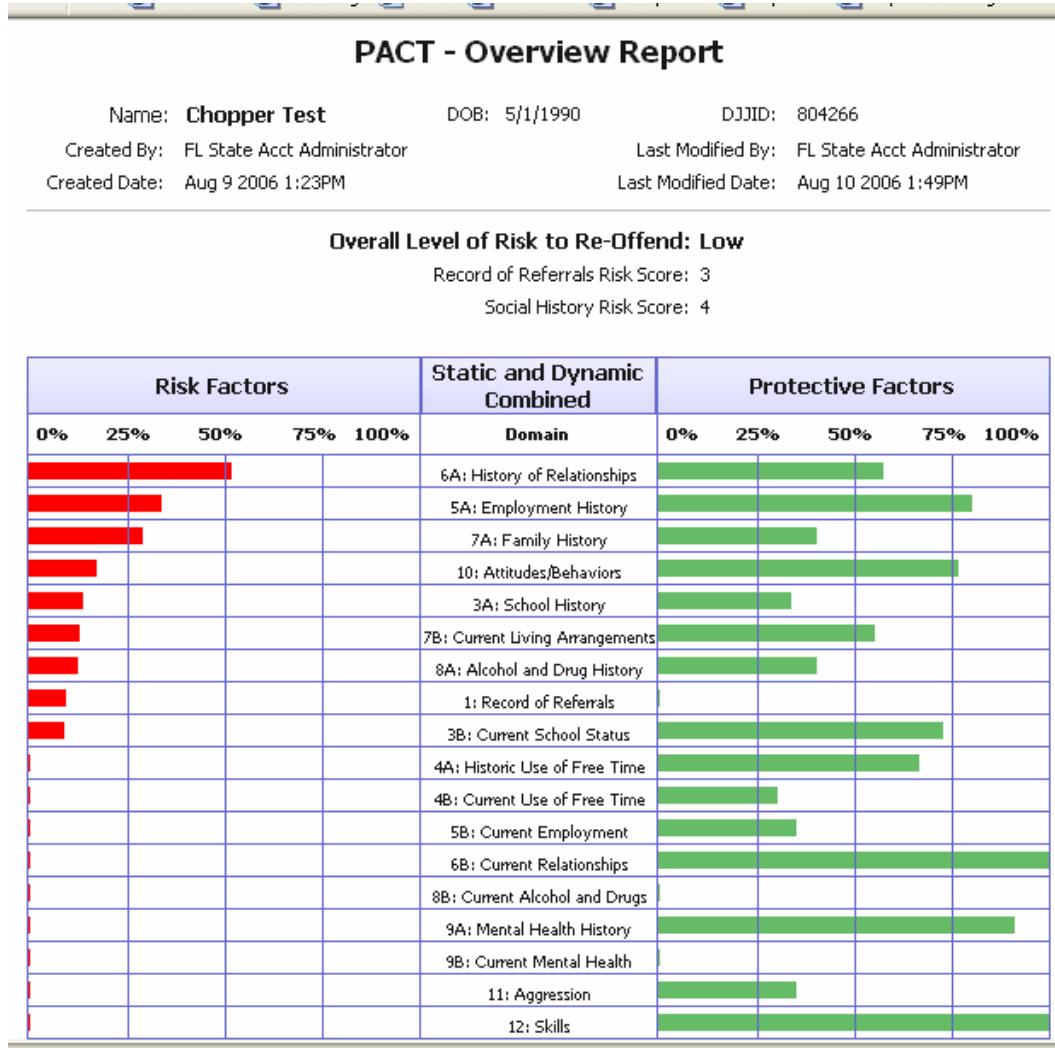 PACT - Overview Report
Name: Chopper Test DOB: 5/1/1990 DJJID: 804266
Created By: FL State Acct Administrator Last Modified By: FL State Acct Administrator
Created Date: Aug 9 2006 1:23PM Last Modified Date: Aug 10 2006 1:49PM
Overall Level of Risk to Re-Offend: Low
Record of Referrals Risk Score: 3
Social History Risk Score: 4
Risk Factors Static and Dynamic Combined Protective Factors
0% 25% 50% 75% 100% Domain 0% 25% 50% 75% 100%
6A: History of Relationships
5A: Employment History
7A: Family History
10: Attitudes/Behaviors
3A: School History
7B: Current Living Arrangements
8A: Alcohol and Drug History
1: Record of Referrals
3B: Current School Status
4A: Historic Use of Free Time
4B: Current Use of Free Time
5B: Current Employment
6B: Current Relationships
8B: Current Alcohol and Drugs
9A: Mental Health History
9B: Current Mental Health
11: Aggression
12: Skills